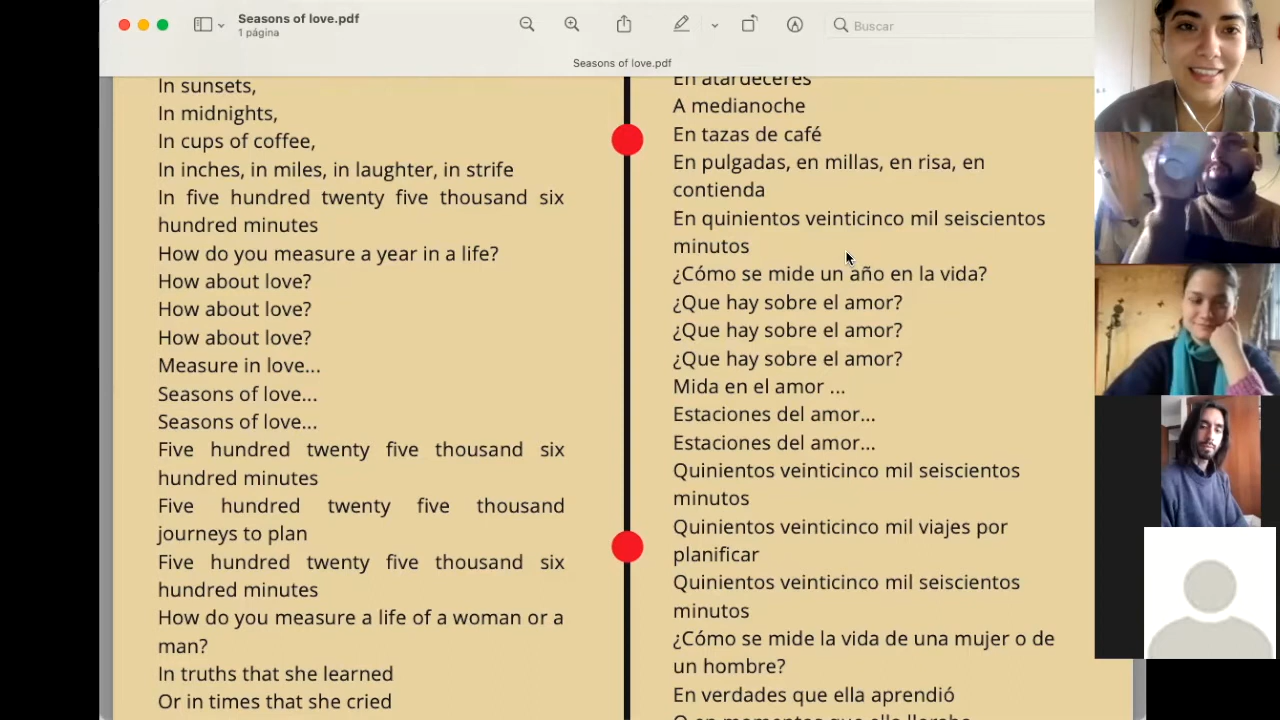 Seasons of love.pdf
1 página
Buscar
Seasons of love.pdf
In sunsets,
In midnights,
In cups of coffee,
In inches, in miles, in laughter, in strife
In five hundred twenty five thousand six
hundred minutes
How do you measure a year in a life?
How about love?
How about love?
How about love?
Measure in love...
Seasons of love...
Seasons of love...
Five hundred twenty five thousand six
hundred minutes
Five hundred twenty five thousand
journeys to plan
Five hundred twenty five thousand six
hundred minutes
How do you measure a life of a woman or a
man?
In truths that she learned
Or in times that she cried
En atardeceres
A medianoche
En tazas de café
En pulgadas, en millas, en risa, en
contienda
En quinientos veinticinco mil seiscientos
minutos
¿Cómo se mide un año en la vida?
¿Que hay sobre el amor?
¿Que hay sobre el amor?
¿Que hay sobre el amor?
Mida en el amor ...
Estaciones del amor...
Estaciones del amor...
Quinientos veinticinco mil seiscientos
minutos
Quinientos veinticinco mil viajes por
planificar
Quinientos veinticinco mil seiscientos
minutos
¿Cómo se mide la vida de una mujer o de
un hombre?
En verdades que ella aprendió